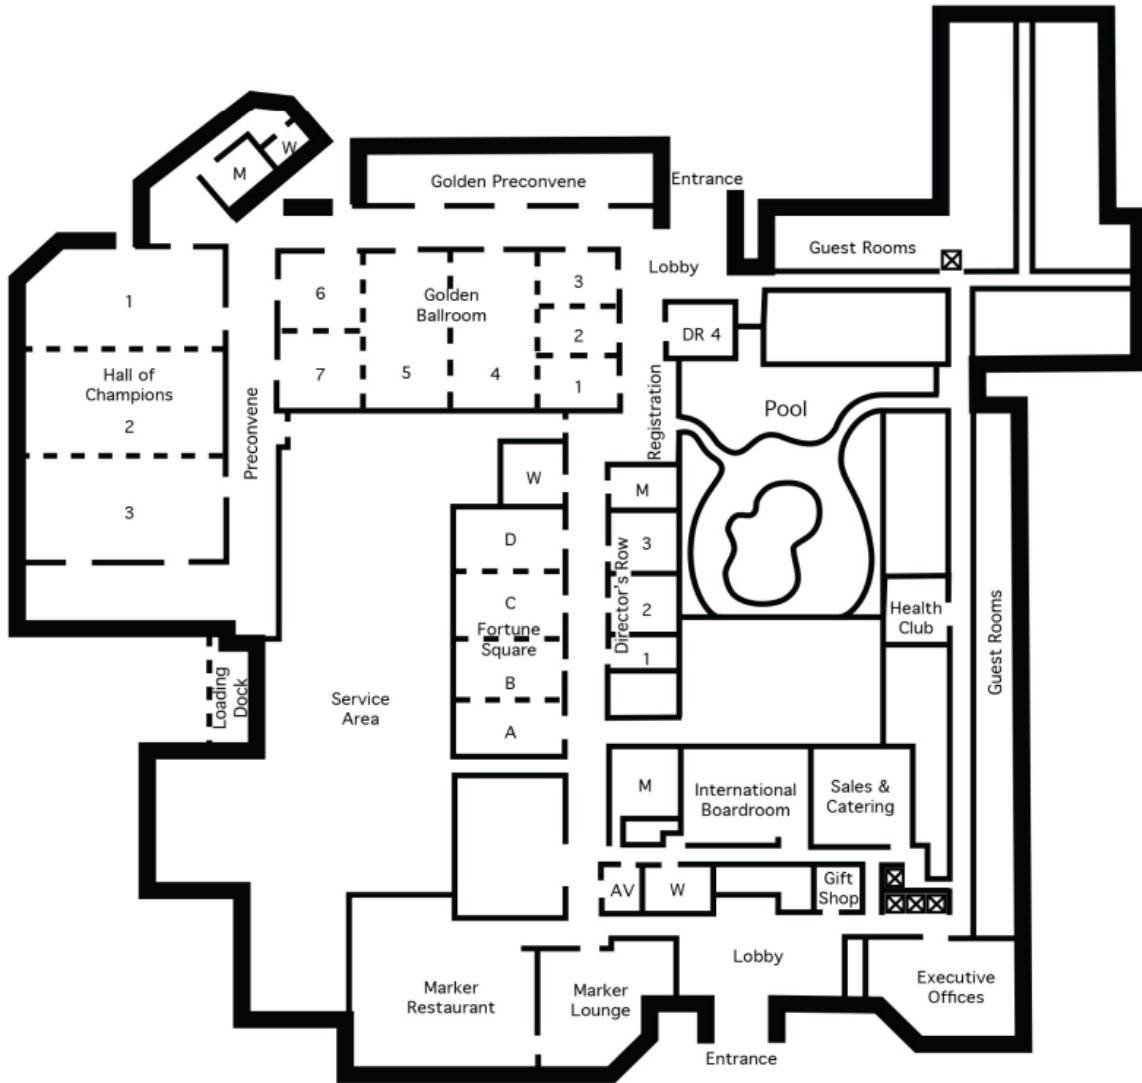 W
M
Golden Preconvene
Entrance
Guest Rooms
Lobby
1
Hall of
Champions
2
3
Preconvene
6
7
Golden
Ballroom
5
4
3
2
1
DR 4
Registration
Pool
W
M
D
C
Fortune
Square
B
A
Director's Row
3
2
1
Health
Club
Guest Rooms
Loading
Dock
Service
Area
M
International
Boardroom
Sales &
Catering
AV
W
Gift
Shop
Lobby
Executive
Offices
Marker
Restaurant
Marker
Lounge
Entrance